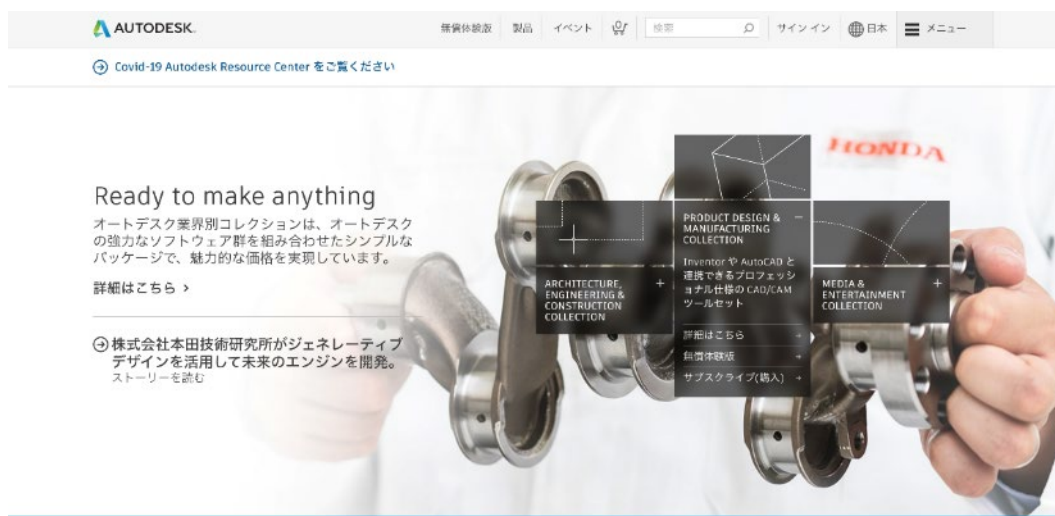 AUTODESK.
無償体験版
製品
イベント
0
検索
サイン イン
日本
メニュー
Covid-19 Autodesk Resource Center をご覧ください
HONDA
Ready to make anything
オートデスク業界別コレクションは、オートデスク
の強力なソフトウェア群を組み合わせたシンプルな
パッケージで、魅力的な価格を実現しています。
詳細はこちら >
株式会社本田技術研究所がジェネレーティブ
デザインを活用して未来のエンジンを開発。
ストーリーを読む
ARCHITECTURE,
ENGINEERING &
CONSTRUCTION
COLLECTION
+
PRODUCT DESIGN &
MANUFACTURING
COLLECTION
−
Inventor や AutoCAD と
連携できるプロフェッシ
ョナル仕様の CAD/CAM
ツールセット
詳細はこちら
無償体験版
サブスクライブ(購入)
MEDIA &
ENTERTAINMENT
COLLECTION
+